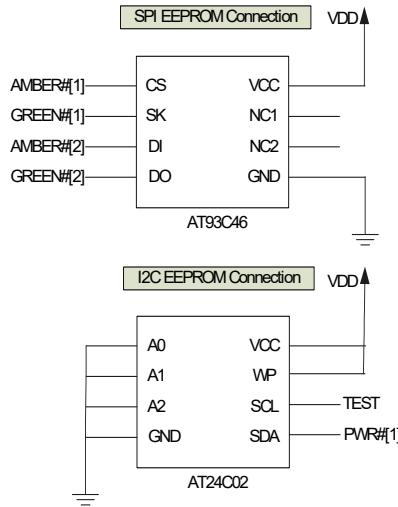 SPI EEPROM Connection
VDD
AMBER#[1] CS VCC
GREEN#[1] SK NC1
AMBER#[2] DI NC2
GREEN#[2] DO GND
AT93C46
I2C EEPROM Connection
VDD
A0 VCC
A1 WP
A2 SCL TEST
GND SDA PWR#[1]
AT24C02